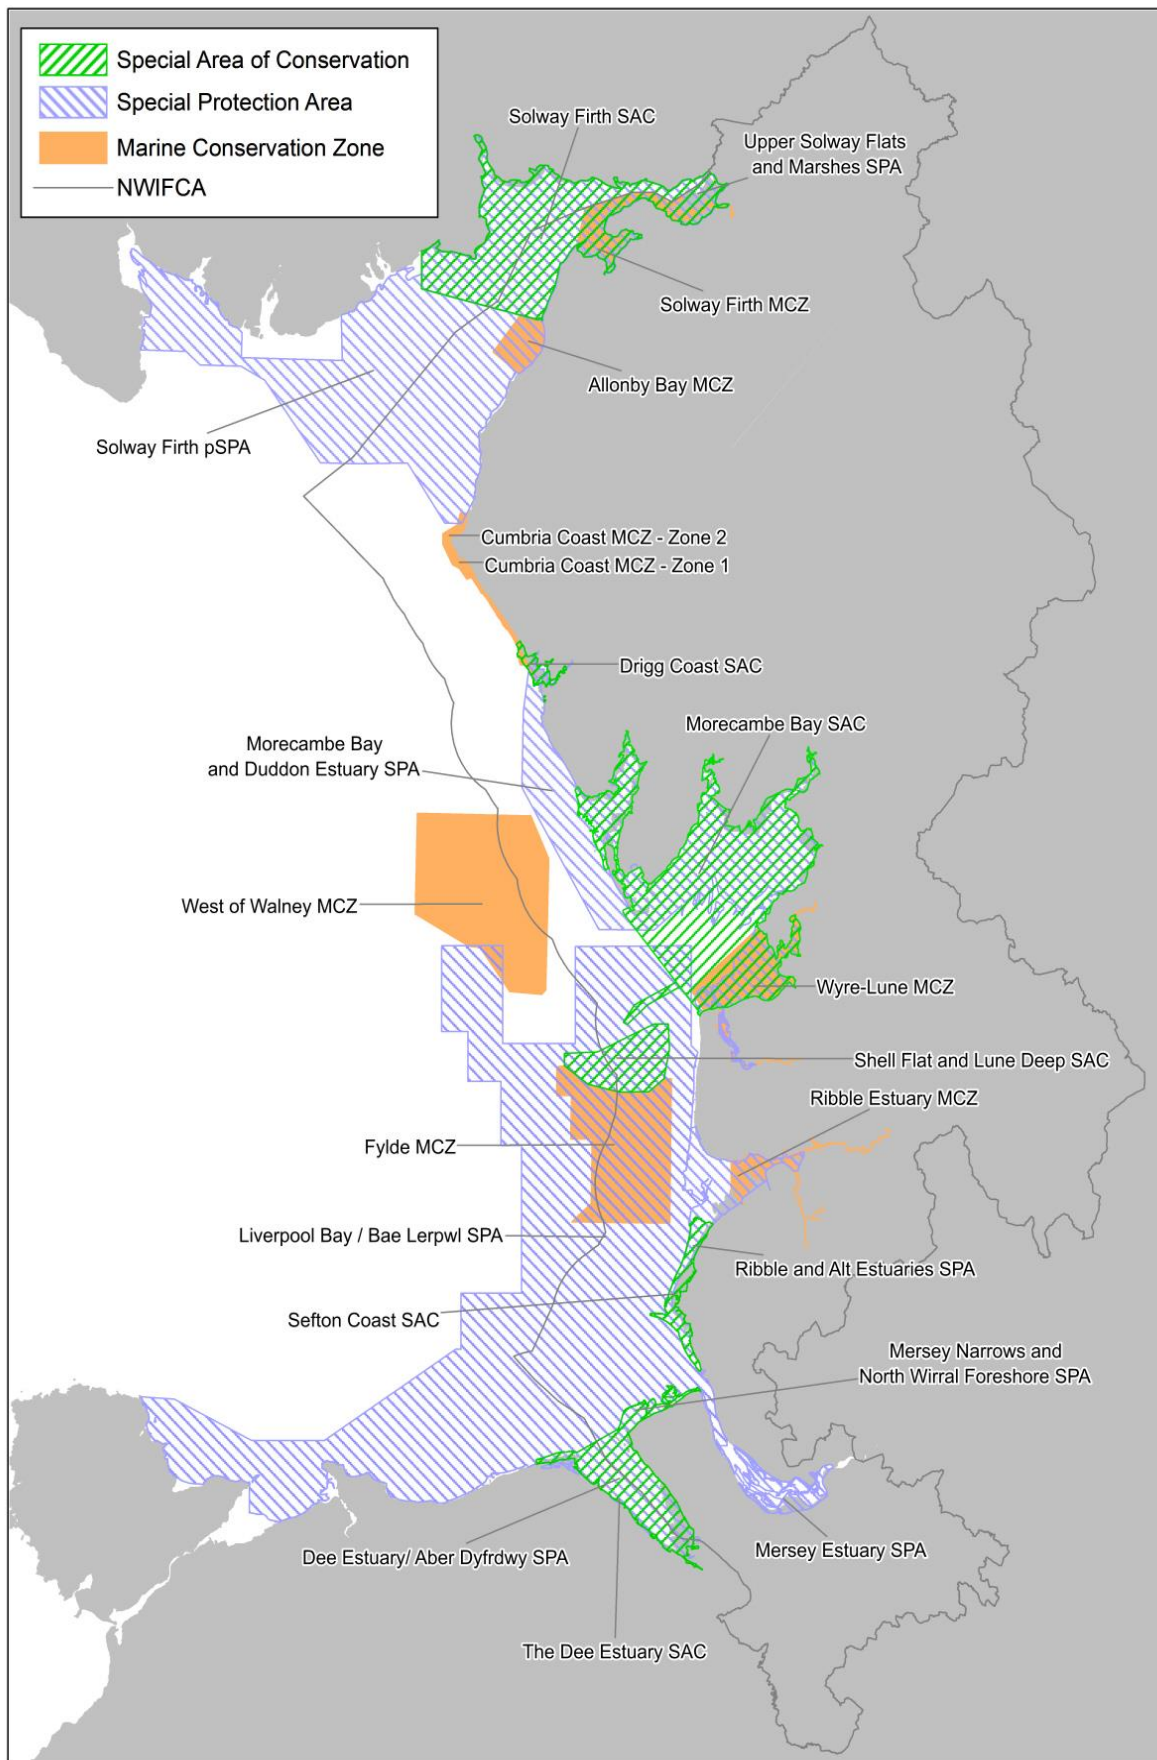 Special Area of Conservation
Special Protection Area
Marine Conservation Zone
NWIFCA
Solway Firth SAC
Upper Solway Flats
and Marshes SPA
Solway Firth MCZ
Allonby Bay MCZ
Solway Firth pSPA
Cumbria Coast MCZ - Zone 2
Cumbria Coast MCZ - Zone 1
Drigg Coast SAC
Morecambe Bay SAC
Morecambe Bay
and Duddon Estuary SPA
West of Walney MCZ
Wyre-Lune MCZ
Shell Flat and Lune Deep SAC
Ribble Estuary MCZ
Fylde MCZ
Liverpool Bay / Bae Lerpwl SPA
Ribble and Alt Estuaries SPA
Sefton Coast SAC
Mersey Narrows and
North Wirral Foreshore SPA
Dee Estuary/ Aber Dyfrdwy SPA
Mersey Estuary SPA
The Dee Estuary SAC